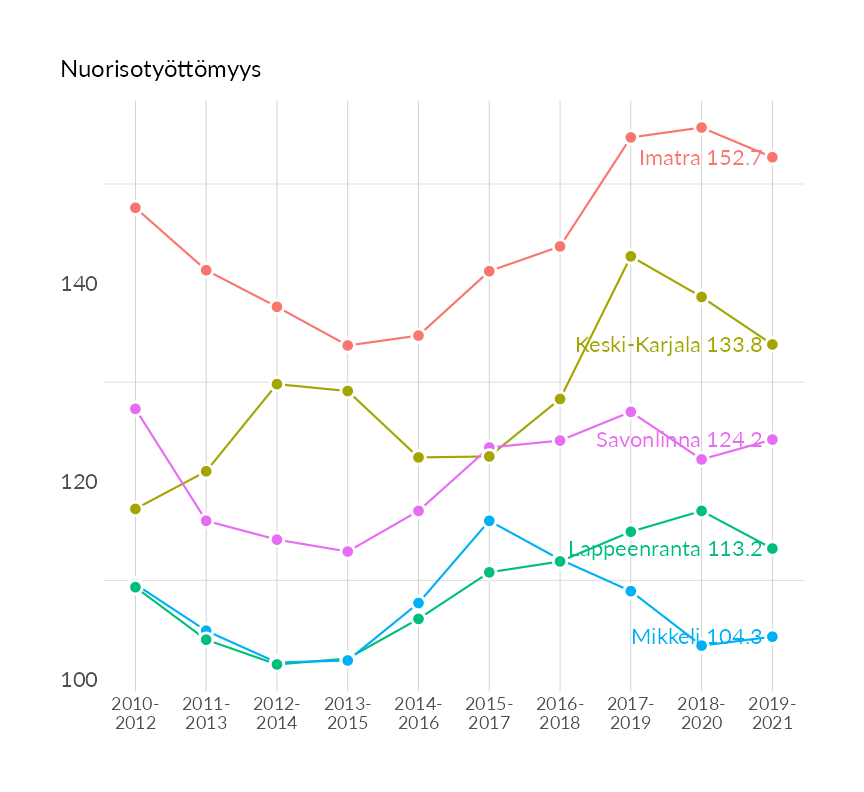 Nuorisotyöttömyys
Imatra 152.7
140
Keski-Karjala 133.8
Savonlinna 124.2
120
Lappeenranta 113.2
Mikkeli 104.3
100
2010- 2011- 2012- 2013- 2014- 2015- 2016- 2017- 2018- 2019-
2012 2013 2014 2015 2016 2017 2018 2019 2020 2021